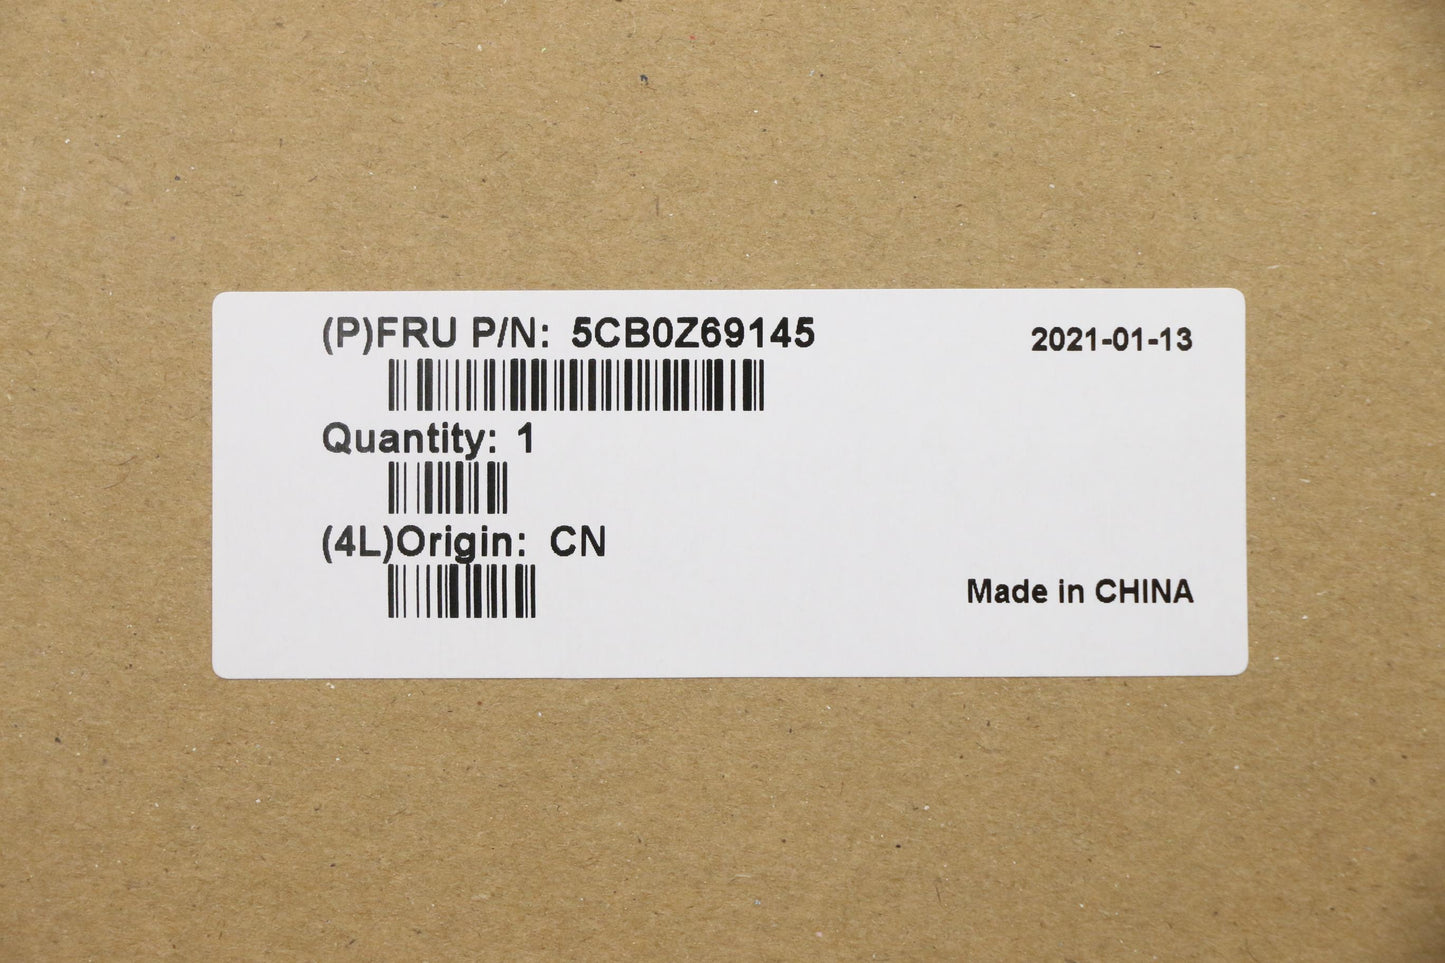 (P)FRU P/N: 5CB0Z69145
2021-01-13
Quantity: 1
(4L)Origin: CN
Made in CHINA